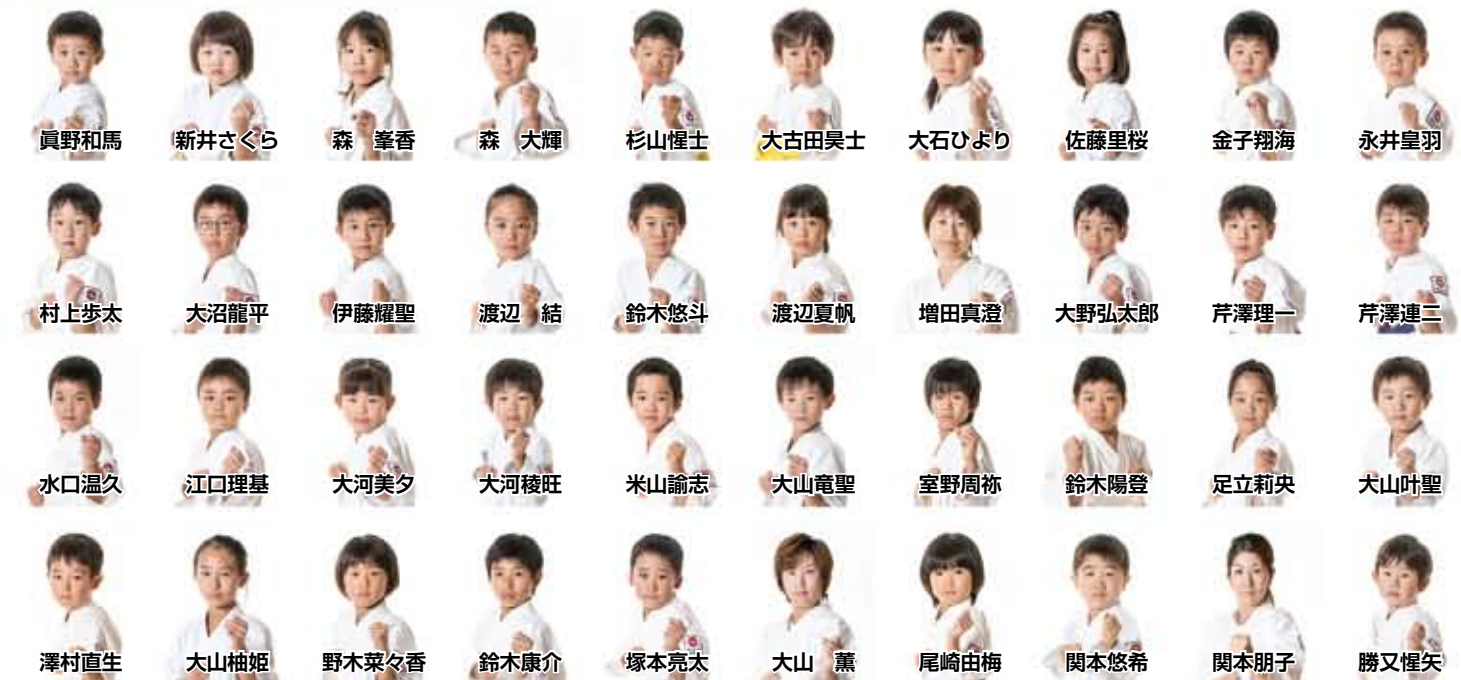 眞野和馬 新井さくら 森 峯香 森 大輝 杉山惺士 大古田昊士 大石ひより 佐藤里桜 金子翔海 永井皇羽
村上歩太 大沼龍平 伊藤耀聖 渡辺 結 鈴木悠斗 渡辺夏帆 増田真澄 大野弘太郎 芹澤理一 芹澤連二
水口温久 江口理基 大河美夕 大河稜旺 米山諭志 大山竜聖 室野周祢 鈴木陽登 足立莉央 犬山叶聖
澤村直生 大山柚姫 野木菜々香 鈴木康介 塚本亮太 大山 薫 尾崎由梅 関本悠希 関本朋子 勝又惺矢